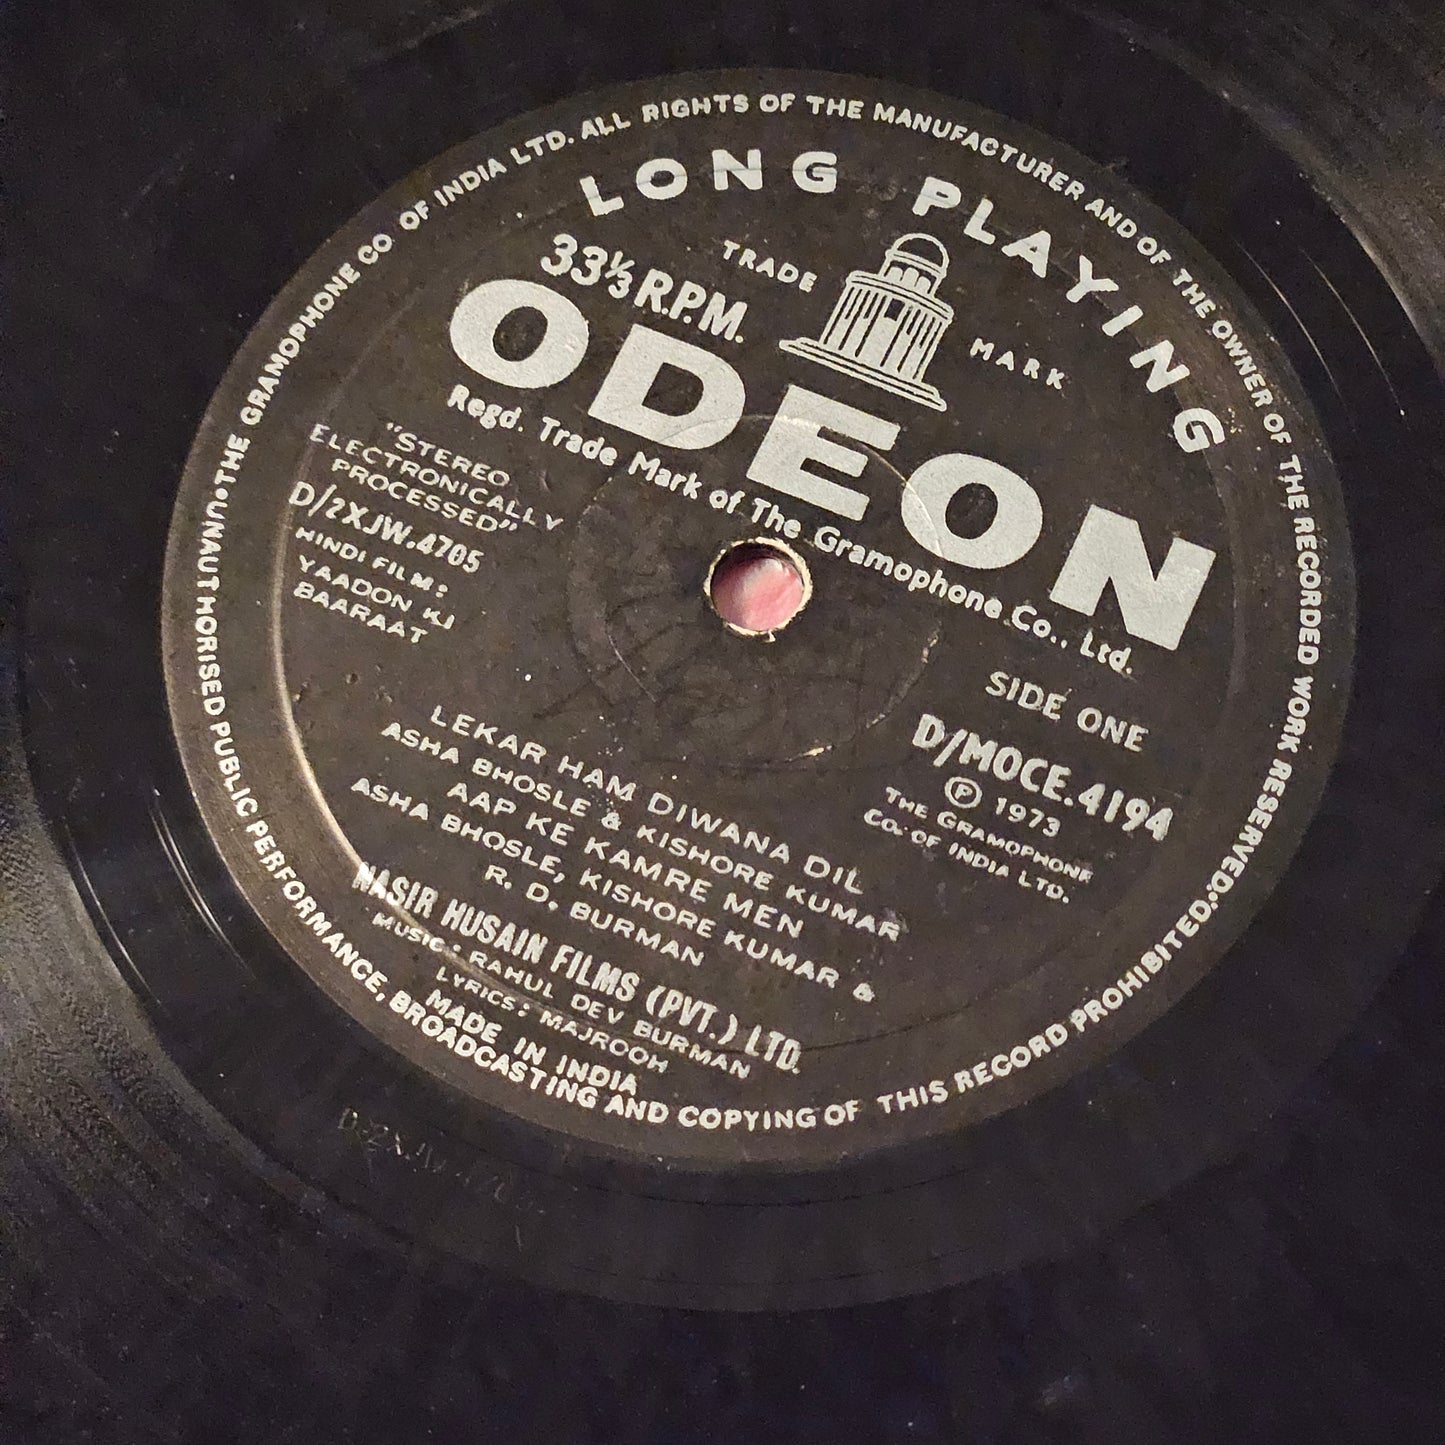 THE GRAMOPHONE CO. OF INDIA LTD. ALL RIGHTS OF THE MANUFACTURER AND OF THE OWNER OF THE RECORDED WORK RESERVED. UNAUTHORISED PUBLIC PERFORMANCE, BROADCASTING AND COPYING OF THIS RECORD PROHIBITED.
LONG PLAYING
33⅓ R.P.M.
TRADE MARK
ODEON
Regd. Trade Mark of The Gramophone Co., Ltd.
"STEREO
ELECTRONICALLY
PROCESSED"
D/2XJW.4705
HINDI FILM:
YAADON KI
BAARAAT
SIDE ONE
D/MOCE.4194
Ⓟ 1973
THE GRAMOPHONE
CO. OF INDIA LTD.
LEKAR HAM DIWANA DIL
ASHA BHOSLE & KISHORE KUMAR
AAP KE KAMRE MEN
ASHA BHOSLE, KISHORE KUMAR &
R. D. BURMAN
NASIR HUSAIN FILMS (PVT.) LTD.
MUSIC: RAHUL DEV BURMAN
LYRICS: MAJROOH
MADE IN INDIA